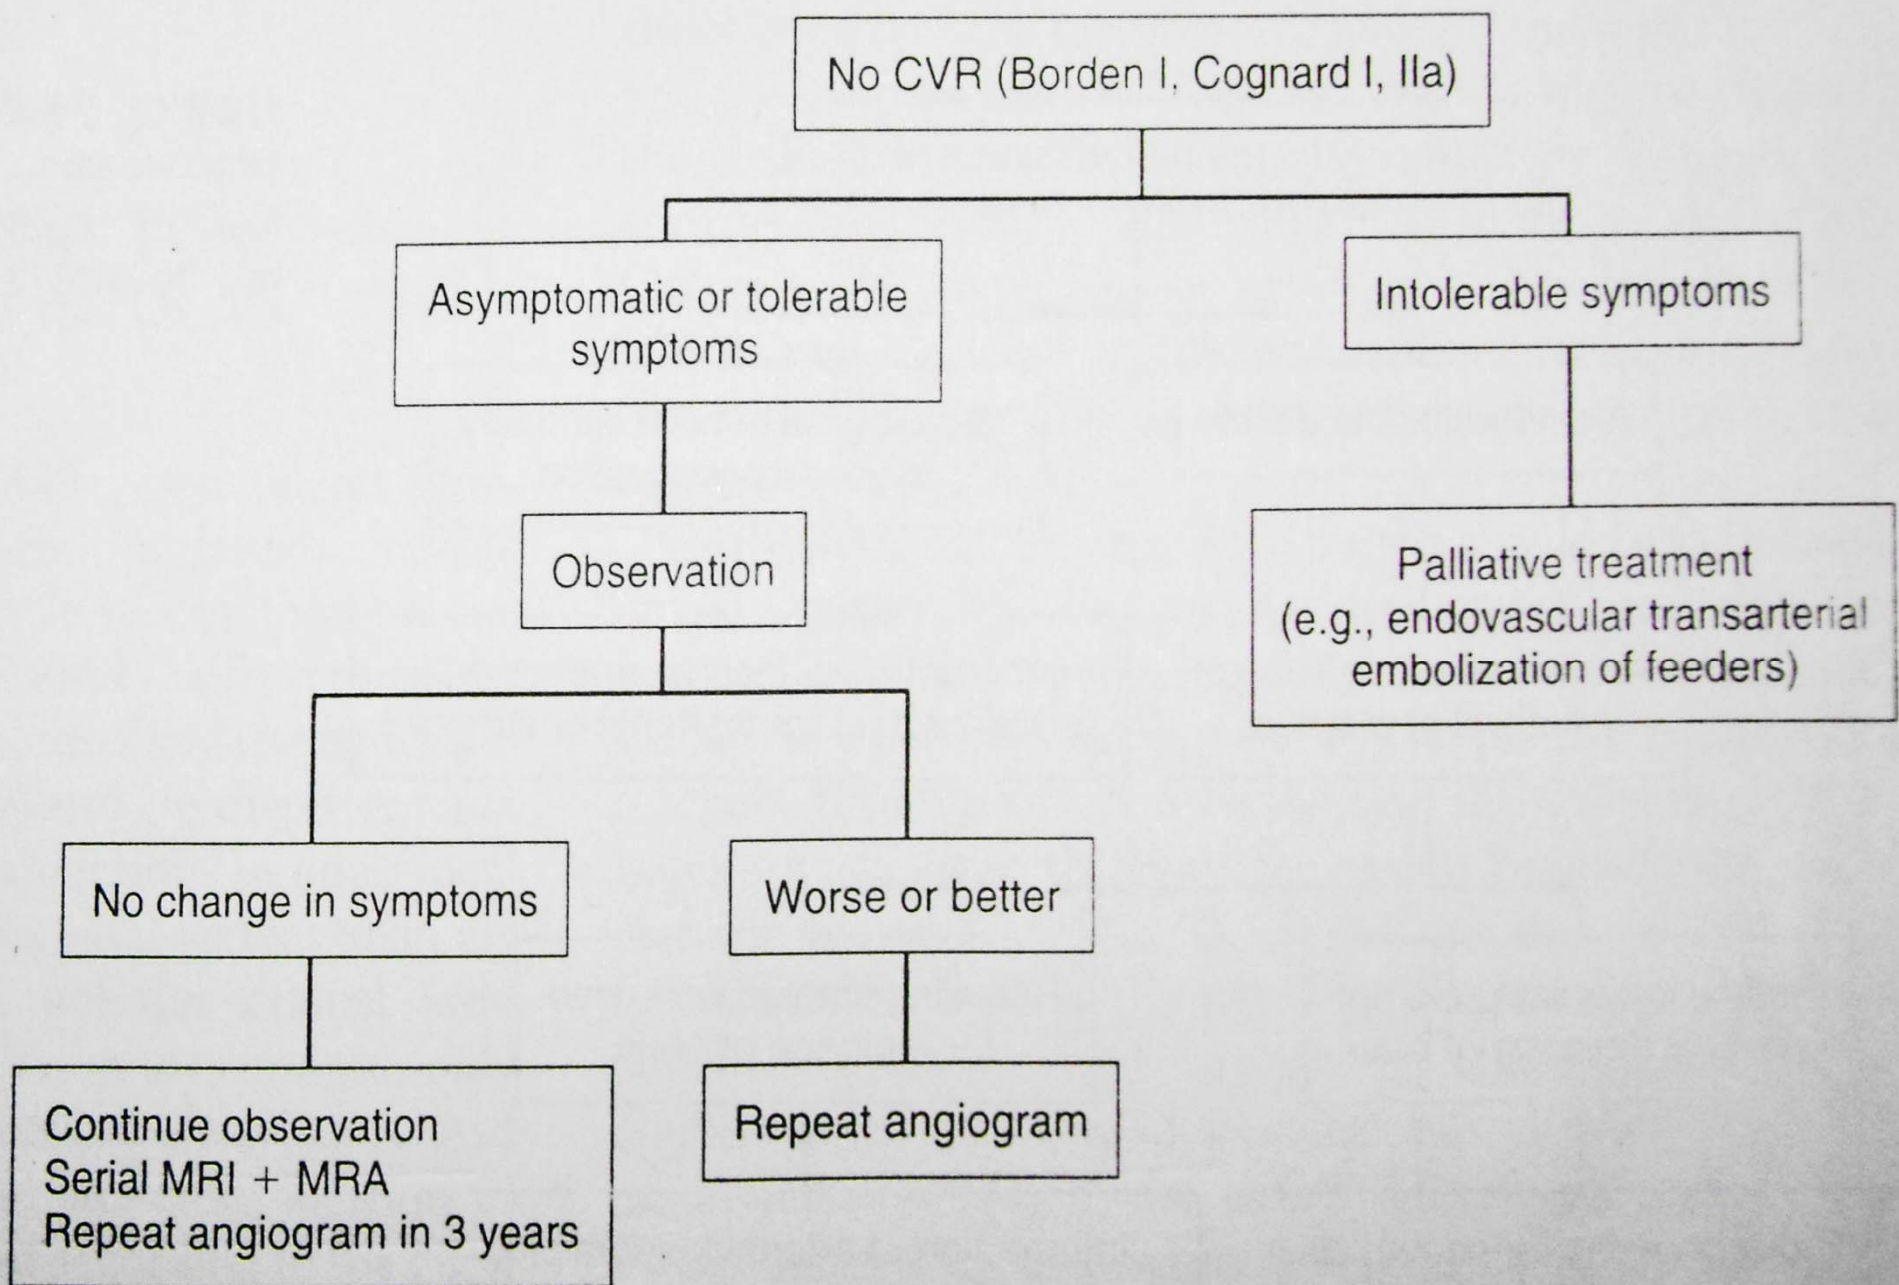 No CVR (Borden I, Cognard I, IIa)
Asymptomatic or tolerable
symptoms
Intolerable symptoms
Observation
Palliative treatment
(e.g., endovascular transarterial
embolization of feeders)
No change in symptoms
Worse or better
Continue observation
Serial MRI + MRA
Repeat angiogram in 3 years
Repeat angiogram